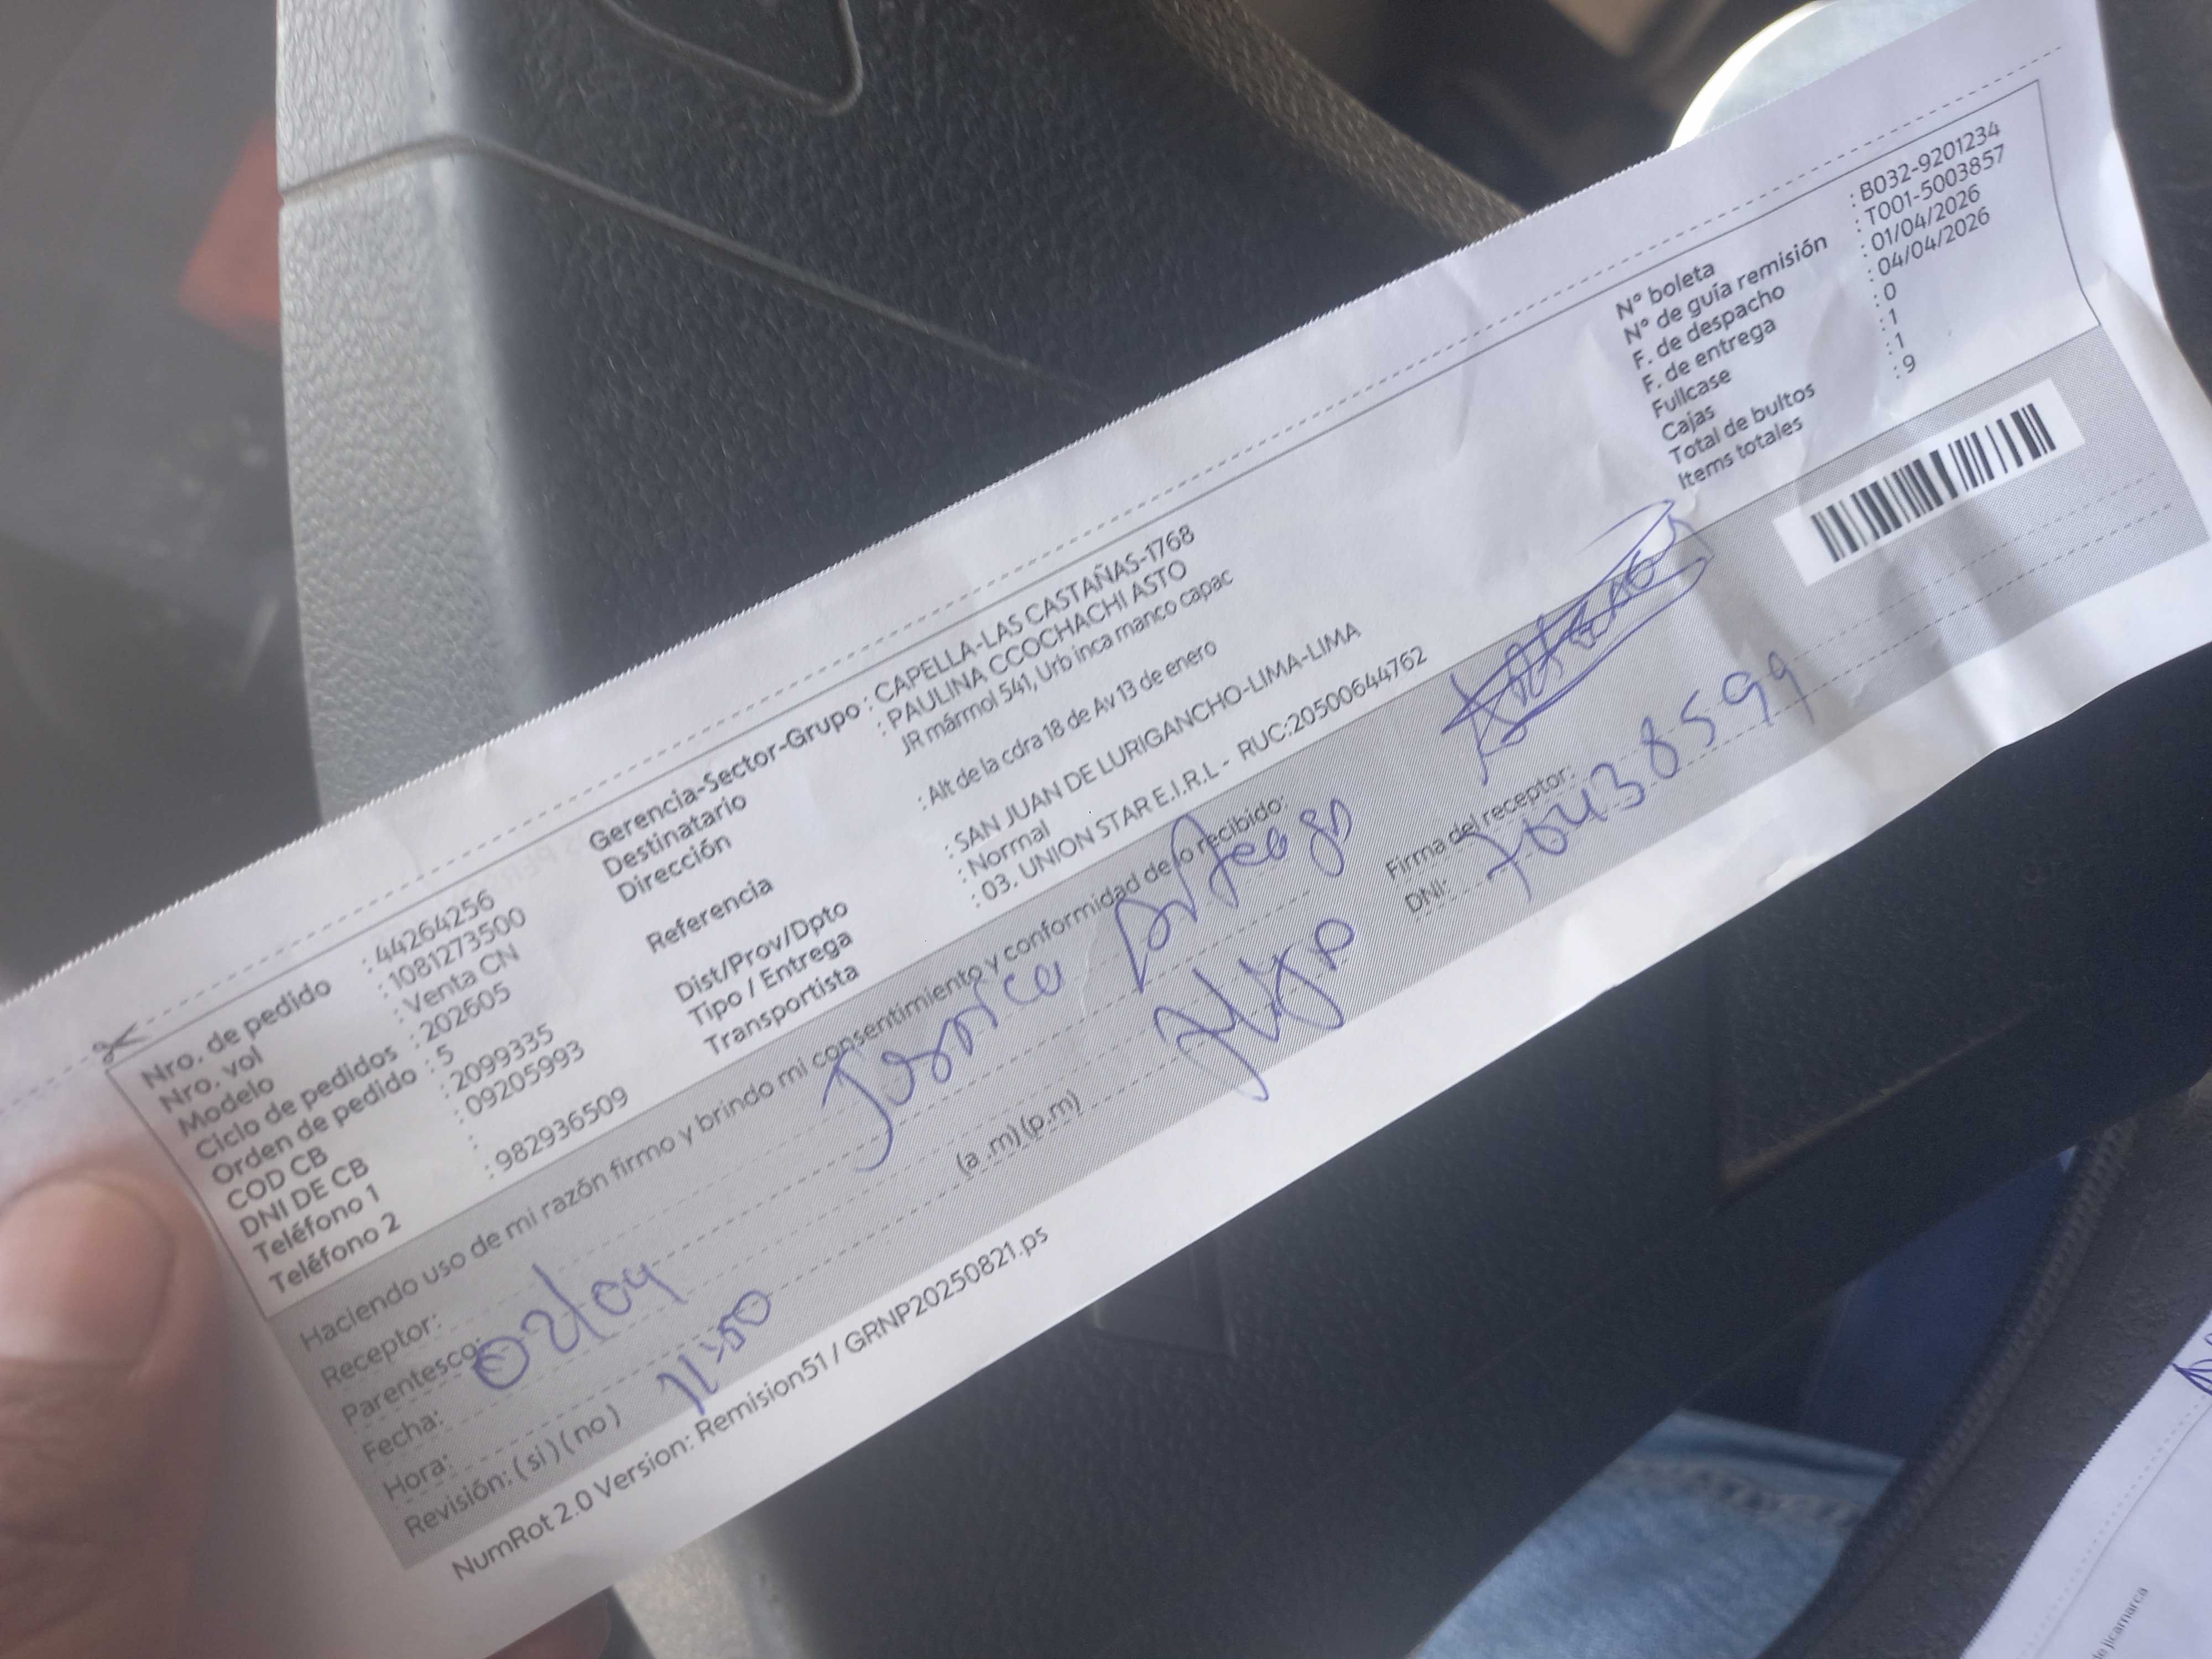 Nro. de pedido : 44264256
Nro. vol : 1081273500
Modelo : Venta CN
Ciclo de pedidos : 202605
Orden de pedido : 5
COD CB : 2099335
DNI DE CB : 09205993
Teléfono 1 :
Teléfono 2 : 982936509
Gerencia-Sector-Grupo : CAPELLA-LAS CASTAÑAS-1768
Destinatario : PAULINA CCOCHACHI ASTO
Dirección JR mármol 541, Urb inca manco capac
Referencia : Alt de la cdra 18 de Av 13 de enero
Dist/Prov/Dpto : SAN JUAN DE LURIGANCHO-LIMA-LIMA
Tipo / Entrega : Normal
Transportista : 03. UNION STAR E.I.R.L - RUC:20500644762
N° boleta : B032-9201234
N° de guía remisión : T001-5003857
F. de despacho : 01/04/2026
F. de entrega : 04/04/2026
Fullcase : 0
Cajas : 1
Total de bultos : 1
Items totales : 9
Haciendo uso de mi razón firmo y brindo mi consentimiento y conformidad de lo recibido:
Receptor:
Parentesco:
Fecha: 02/04
Hora: 11:50 (a .m) (p.m)
Revisión: ( si ) ( no )
Firma del receptor:
DNI: 70438599
NumRot 2.0 Version: Remision51 / GRNP20250821.ps
jicamarca